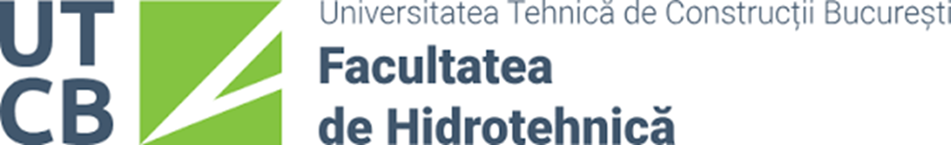 UT
CB
Universitatea Tehnică de Construcții București
Facultatea
de Hidrotehnică